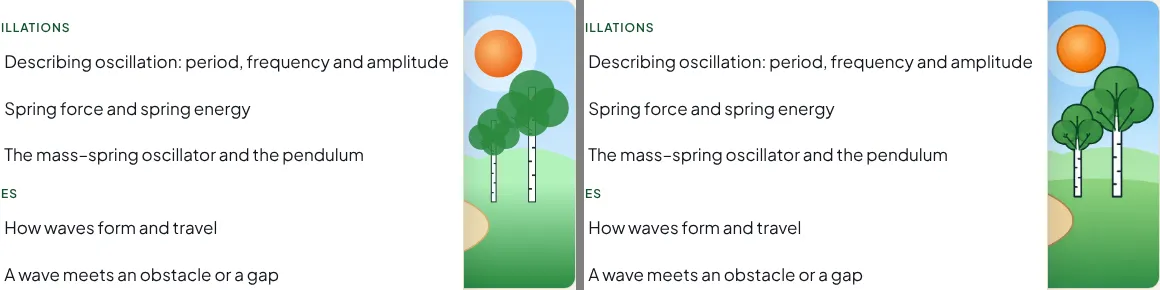 ILLATIONS
Describing oscillation: period, frequency and amplitude
Spring force and spring energy
The mass–spring oscillator and the pendulum
ES
How waves form and travel
A wave meets an obstacle or a gap
ILLATIONS
Describing oscillation: period, frequency and amplitude
Spring force and spring energy
The mass–spring oscillator and the pendulum
ES
How waves form and travel
A wave meets an obstacle or a gap